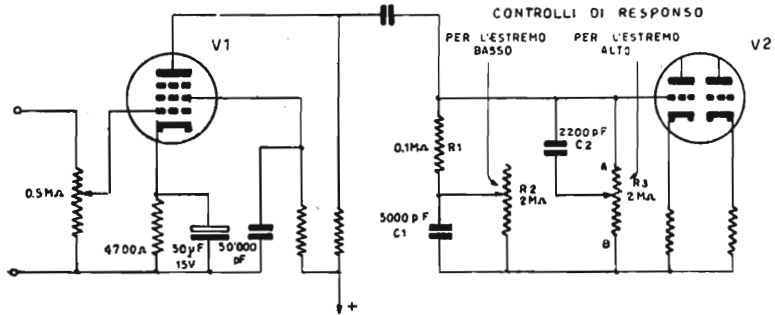 CONTROLLI DI RESPONSO
PER L'ESTREMO
BASSO
PER L'ESTREMO
ALTO
V1
V2
0.5MΩ
4700Ω
50µF
15V
50'000
pF
0.1MΩ
R1
5000 pF
C1
R2
2MΩ
2200 pF
C2
A
R3
2MΩ
B
+